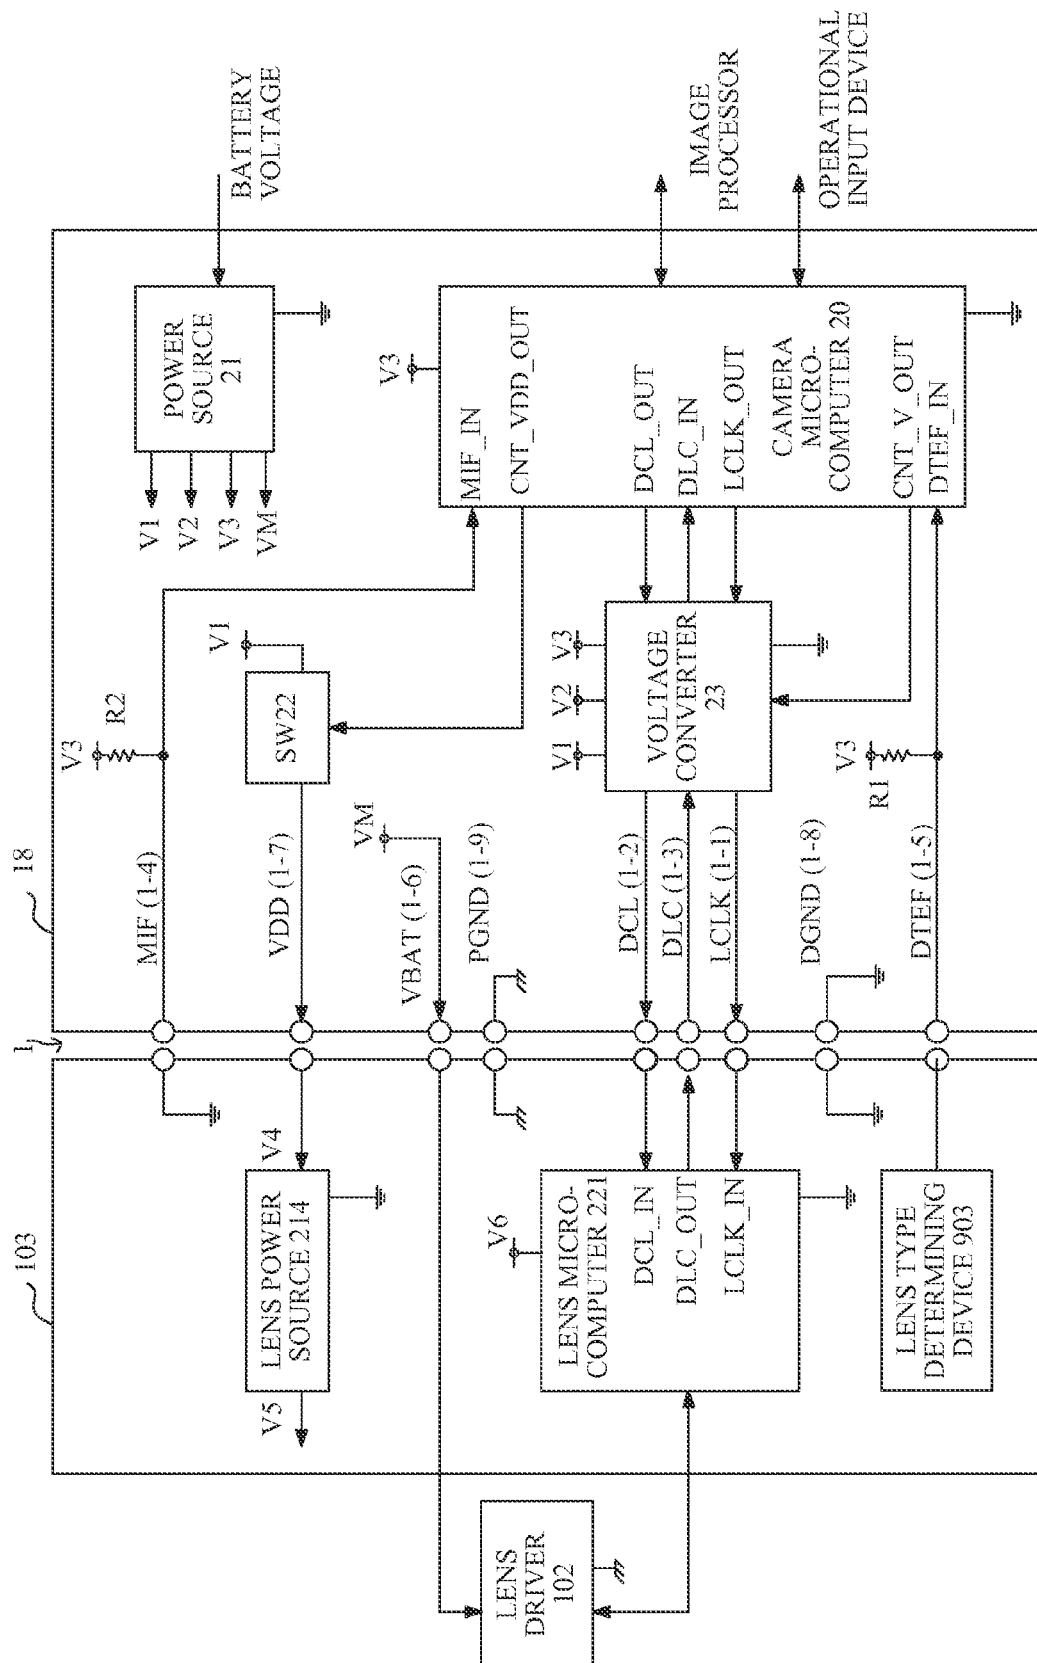 103
1
18
V5
LENS POWER
SOURCE 214
V4
LENS
DRIVER
102
V6
LENS MICRO-
COMPUTER 221
DCL_IN
DLC_OUT
LCLK_IN
LENS TYPE
DETERMINING
DEVICE 903
MIF (1-4)
VDD (1-7)
VBAT (1-6)
PGND (1-9)
DCL (1-2)
DLC (1-3)
LCLK (1-1)
DGND (1-8)
DTEF (1-5)
V3
R2
SW22
V1
VM
V1
V2
V3
VOLTAGE
CONVERTER
23
V3
R1
V1
V2
V3
VM
POWER
SOURCE
21
BATTERY
VOLTAGE
V3
MIF_IN
CNT_VDD_OUT
DCL_OUT
DLC_IN
LCLK_OUT
CAMERA
MICRO-
COMPUTER 20
CNT_V_OUT
DTEF_IN
IMAGE
PROCESSOR
OPERATIONAL
INPUT DEVICE